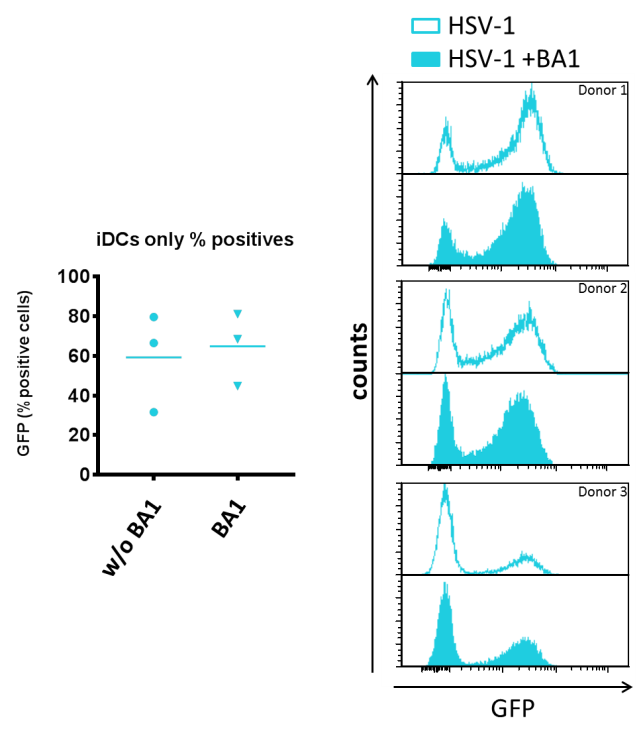 HSV-1
HSV-1 +BA1
Donor 1
Donor 2
Donor 3
counts
GFP
iDCs only % positives
GFP (% positive cells)
100
80
60
40
20
0
w/o BA1
BA1